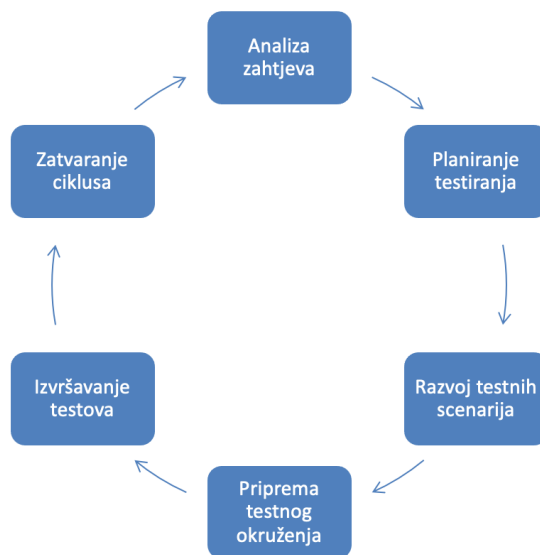 Analiza
zahtjeva
Planiranje
testiranja
Razvoj testnih
scenarija
Priprema
testnog
okruženja
Izvršavanje
testova
Zatvaranje
ciklusa